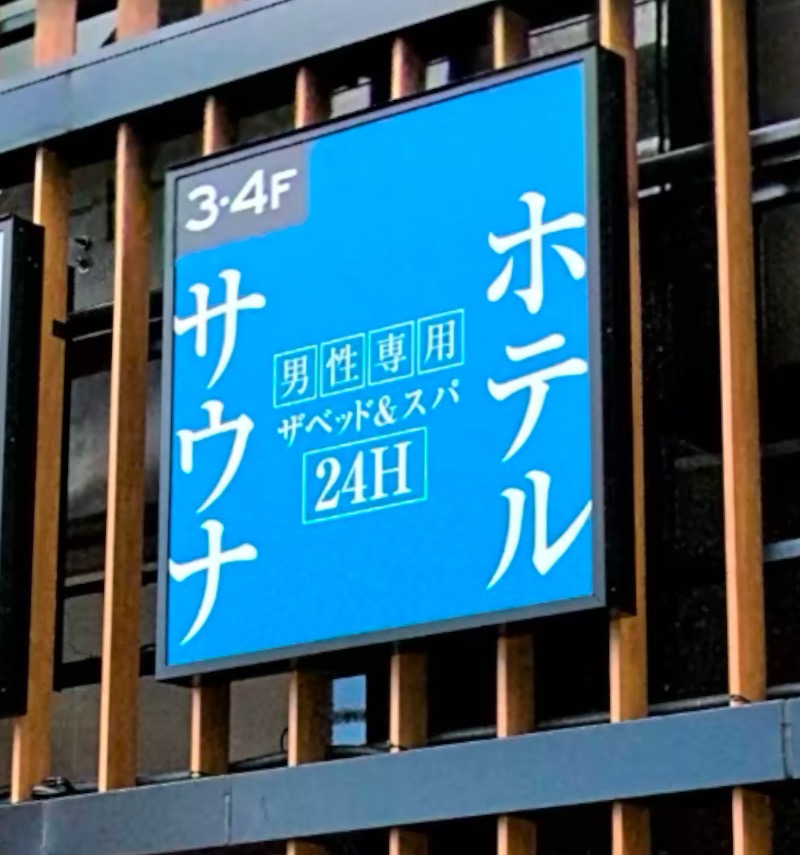 3・4F
ホテル
男性専用
ザベッド&スパ
24H
サウナ